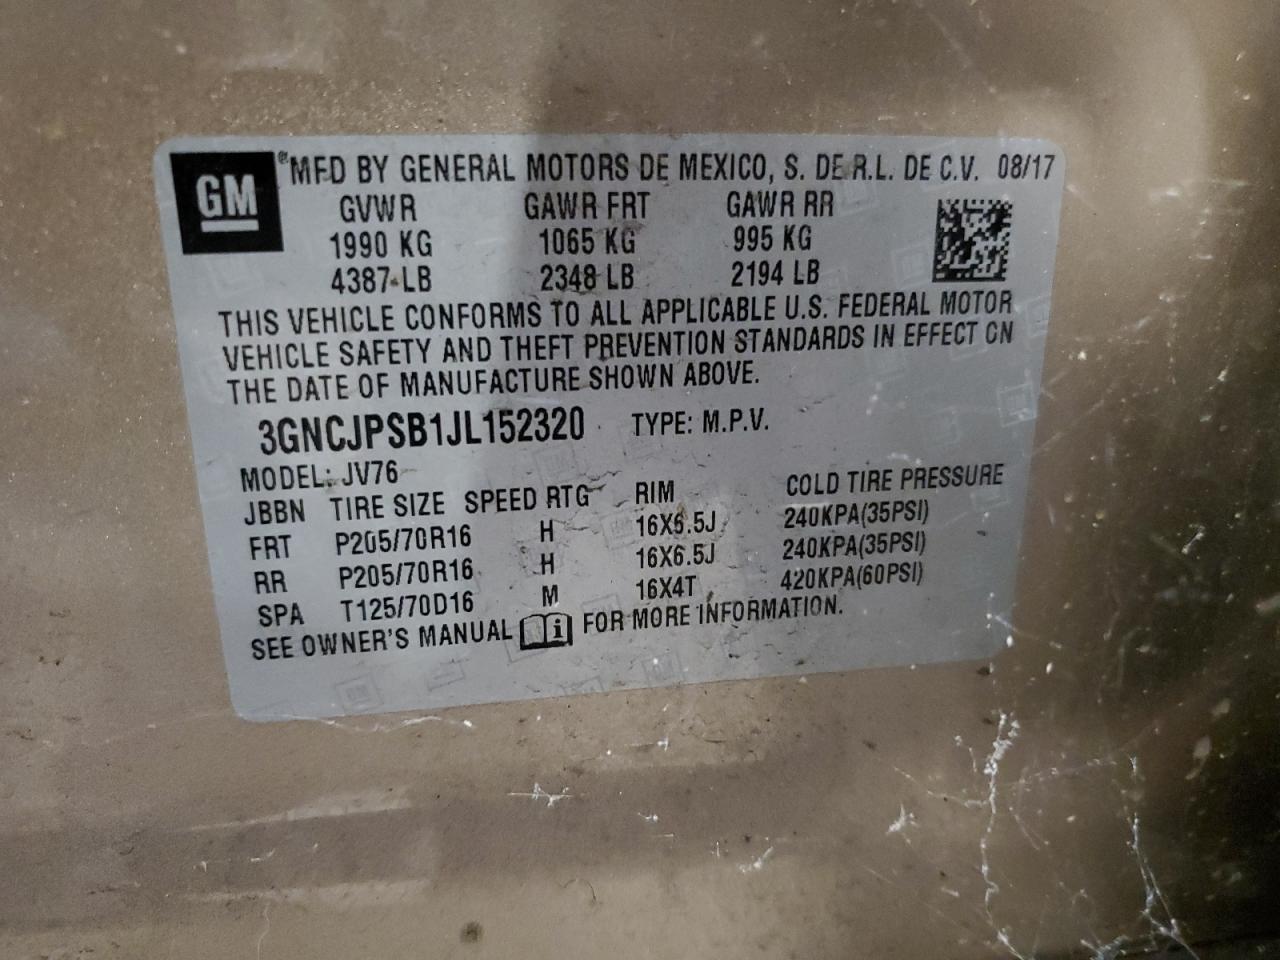 GM
® MFD BY GENERAL MOTORS DE MEXICO, S. DE R.L. DE C.V. 08/17
GVWR GAWR FRT GAWR RR
1990 KG 1065 KG 995 KG
4387 LB 2348 LB 2194 LB
THIS VEHICLE CONFORMS TO ALL APPLICABLE U.S. FEDERAL MOTOR
VEHICLE SAFETY AND THEFT PREVENTION STANDARDS IN EFFECT ON
THE DATE OF MANUFACTURE SHOWN ABOVE.
3GNCJPSB1JL152320 TYPE: M.P.V.
MODEL: JV76
JBBN TIRE SIZE SPEED RTG RIM COLD TIRE PRESSURE
FRT P205/70R16 H 16X6.5J 240KPA(35PSI)
RR P205/70R16 H 16X6.5J 240KPA(35PSI)
SPA T125/70D16 M 16X4T 420KPA(60PSI)
SEE OWNER'S MANUAL i FOR MORE INFORMATION.